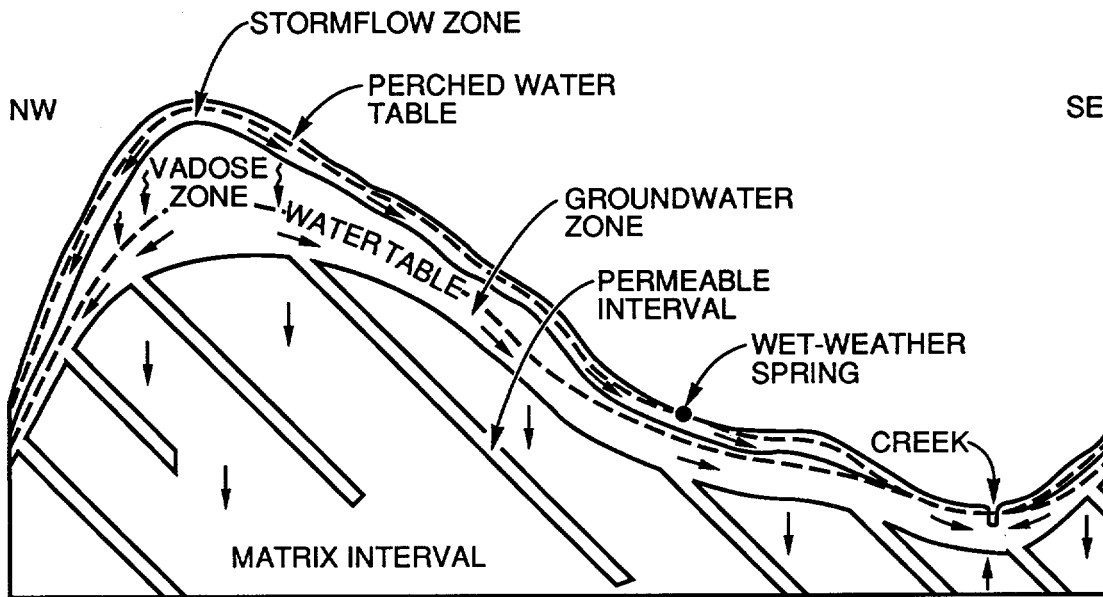 STORMFLOW ZONE
PERCHED WATER
TABLE
NW
SE
VADOSE
ZONE
WATER TABLE
GROUNDWATER
ZONE
PERMEABLE
INTERVAL
WET-WEATHER
SPRING
CREEK
MATRIX INTERVAL